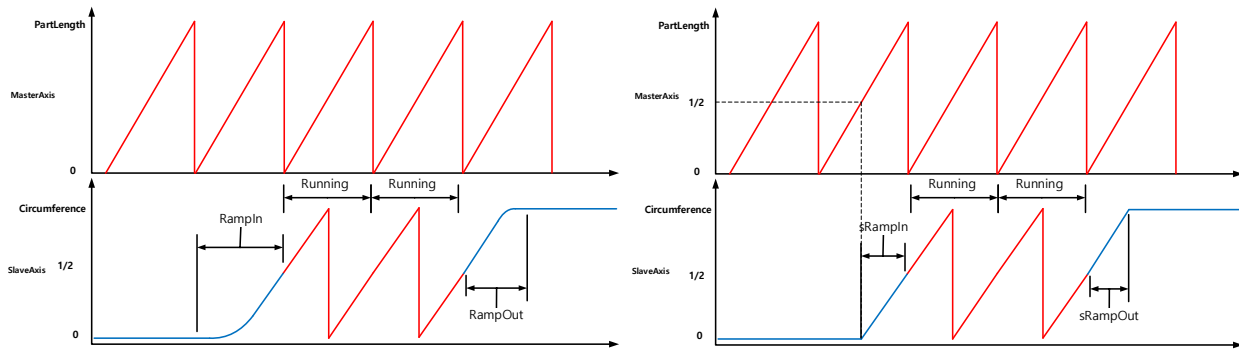 PartLength
MasterAxis
0
Running
Running
Circumference
RampIn
1/2
SlaveAxis
RampOut
0
PartLength
MasterAxis
1/2
0
Running
Running
Circumference
sRampIn
1/2
SlaveAxis
sRampOut
0